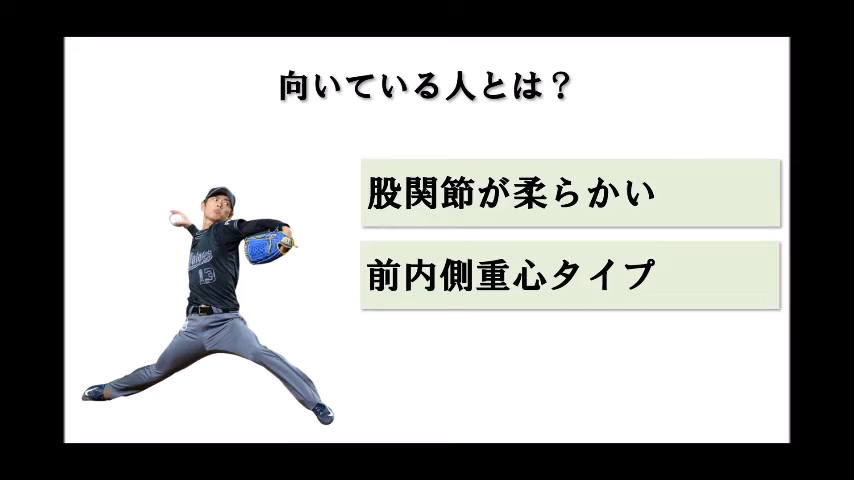 向いている人とは？
股関節が柔らかい
前内側重心タイプ
13